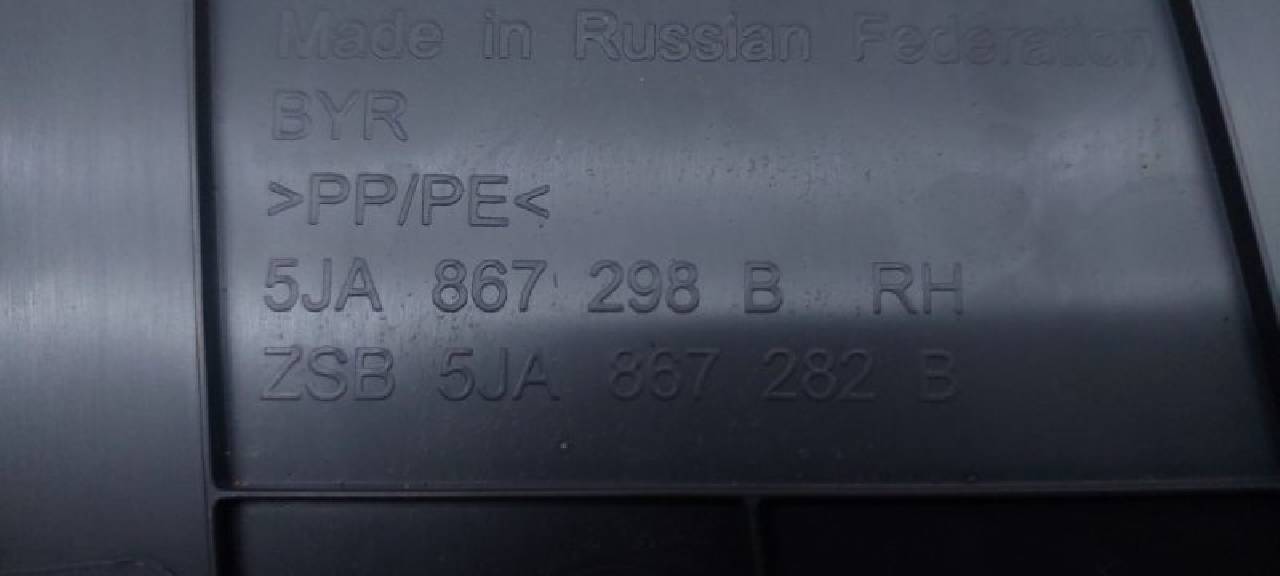 Made in Russian Federation
BYR
>PP/PE<
5JA 867 298 B RH
ZSB 5JA 867 282 B